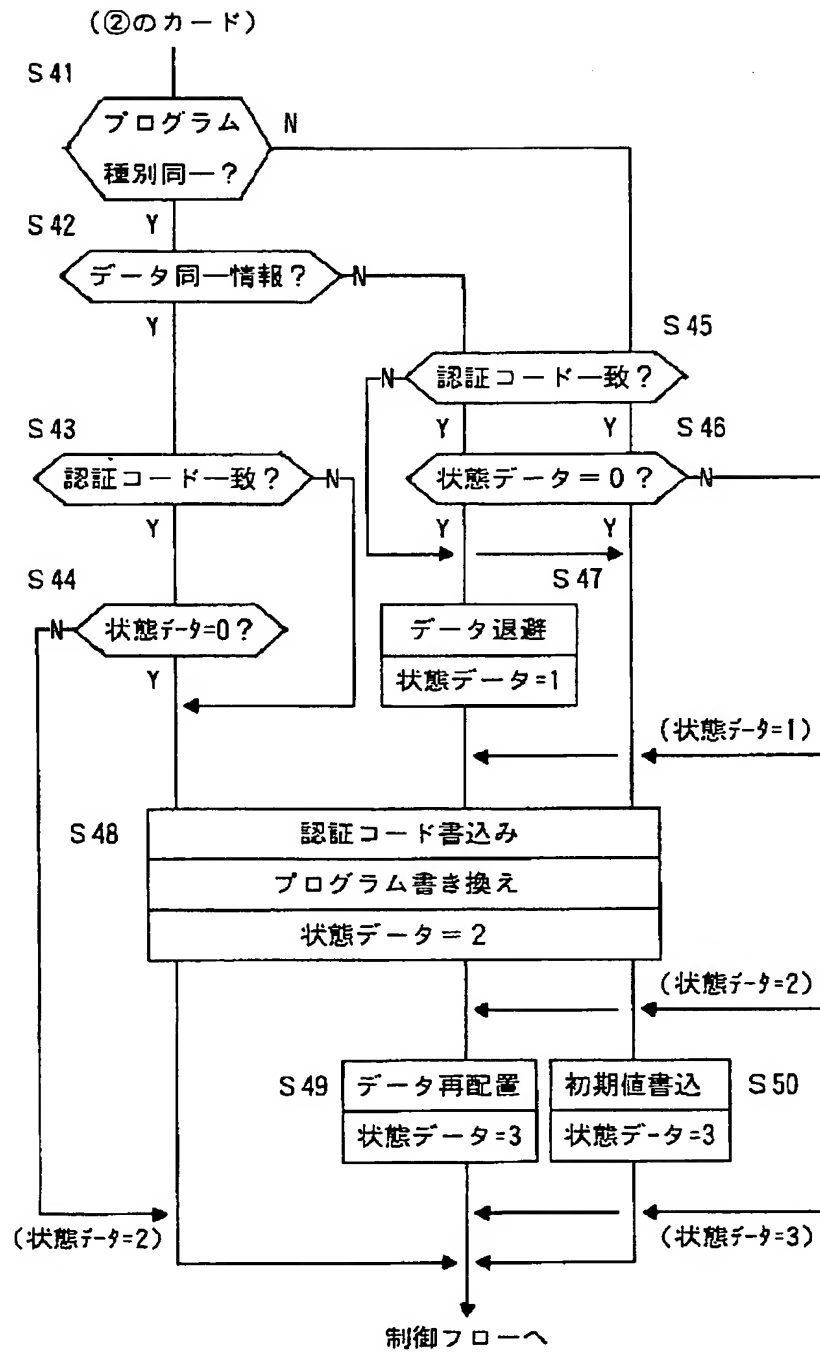 (②のカード)
S41
プログラム
種別同一?
N
Y
S42
データ同一情報?
N
Y
S45
認証コード一致?
N
Y
Y
S43
認証コード一致?
N
Y
S46
状態データ=0?
N
Y
Y
S44
状態データ=0?
N
Y
S47
データ退避
状態データ=1
(状態データ=1)
S48
認証コード書込み
プログラム書き換え
状態データ=2
(状態データ=2)
S49
データ再配置
状態データ=3
初期値書込
状態データ=3
S50
(状態データ=2)
(状態データ=3)
制御フローへ